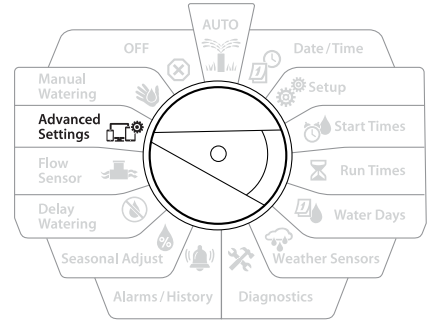 AUTO
OFF
Date / Time
Manual
Watering
Setup
Advanced
Settings
Start Times
Flow
Sensor
Run Times
Delay
Watering
Water Days
Seasonal Adjust
Weather Sensors
Alarms / History
Diagnostics